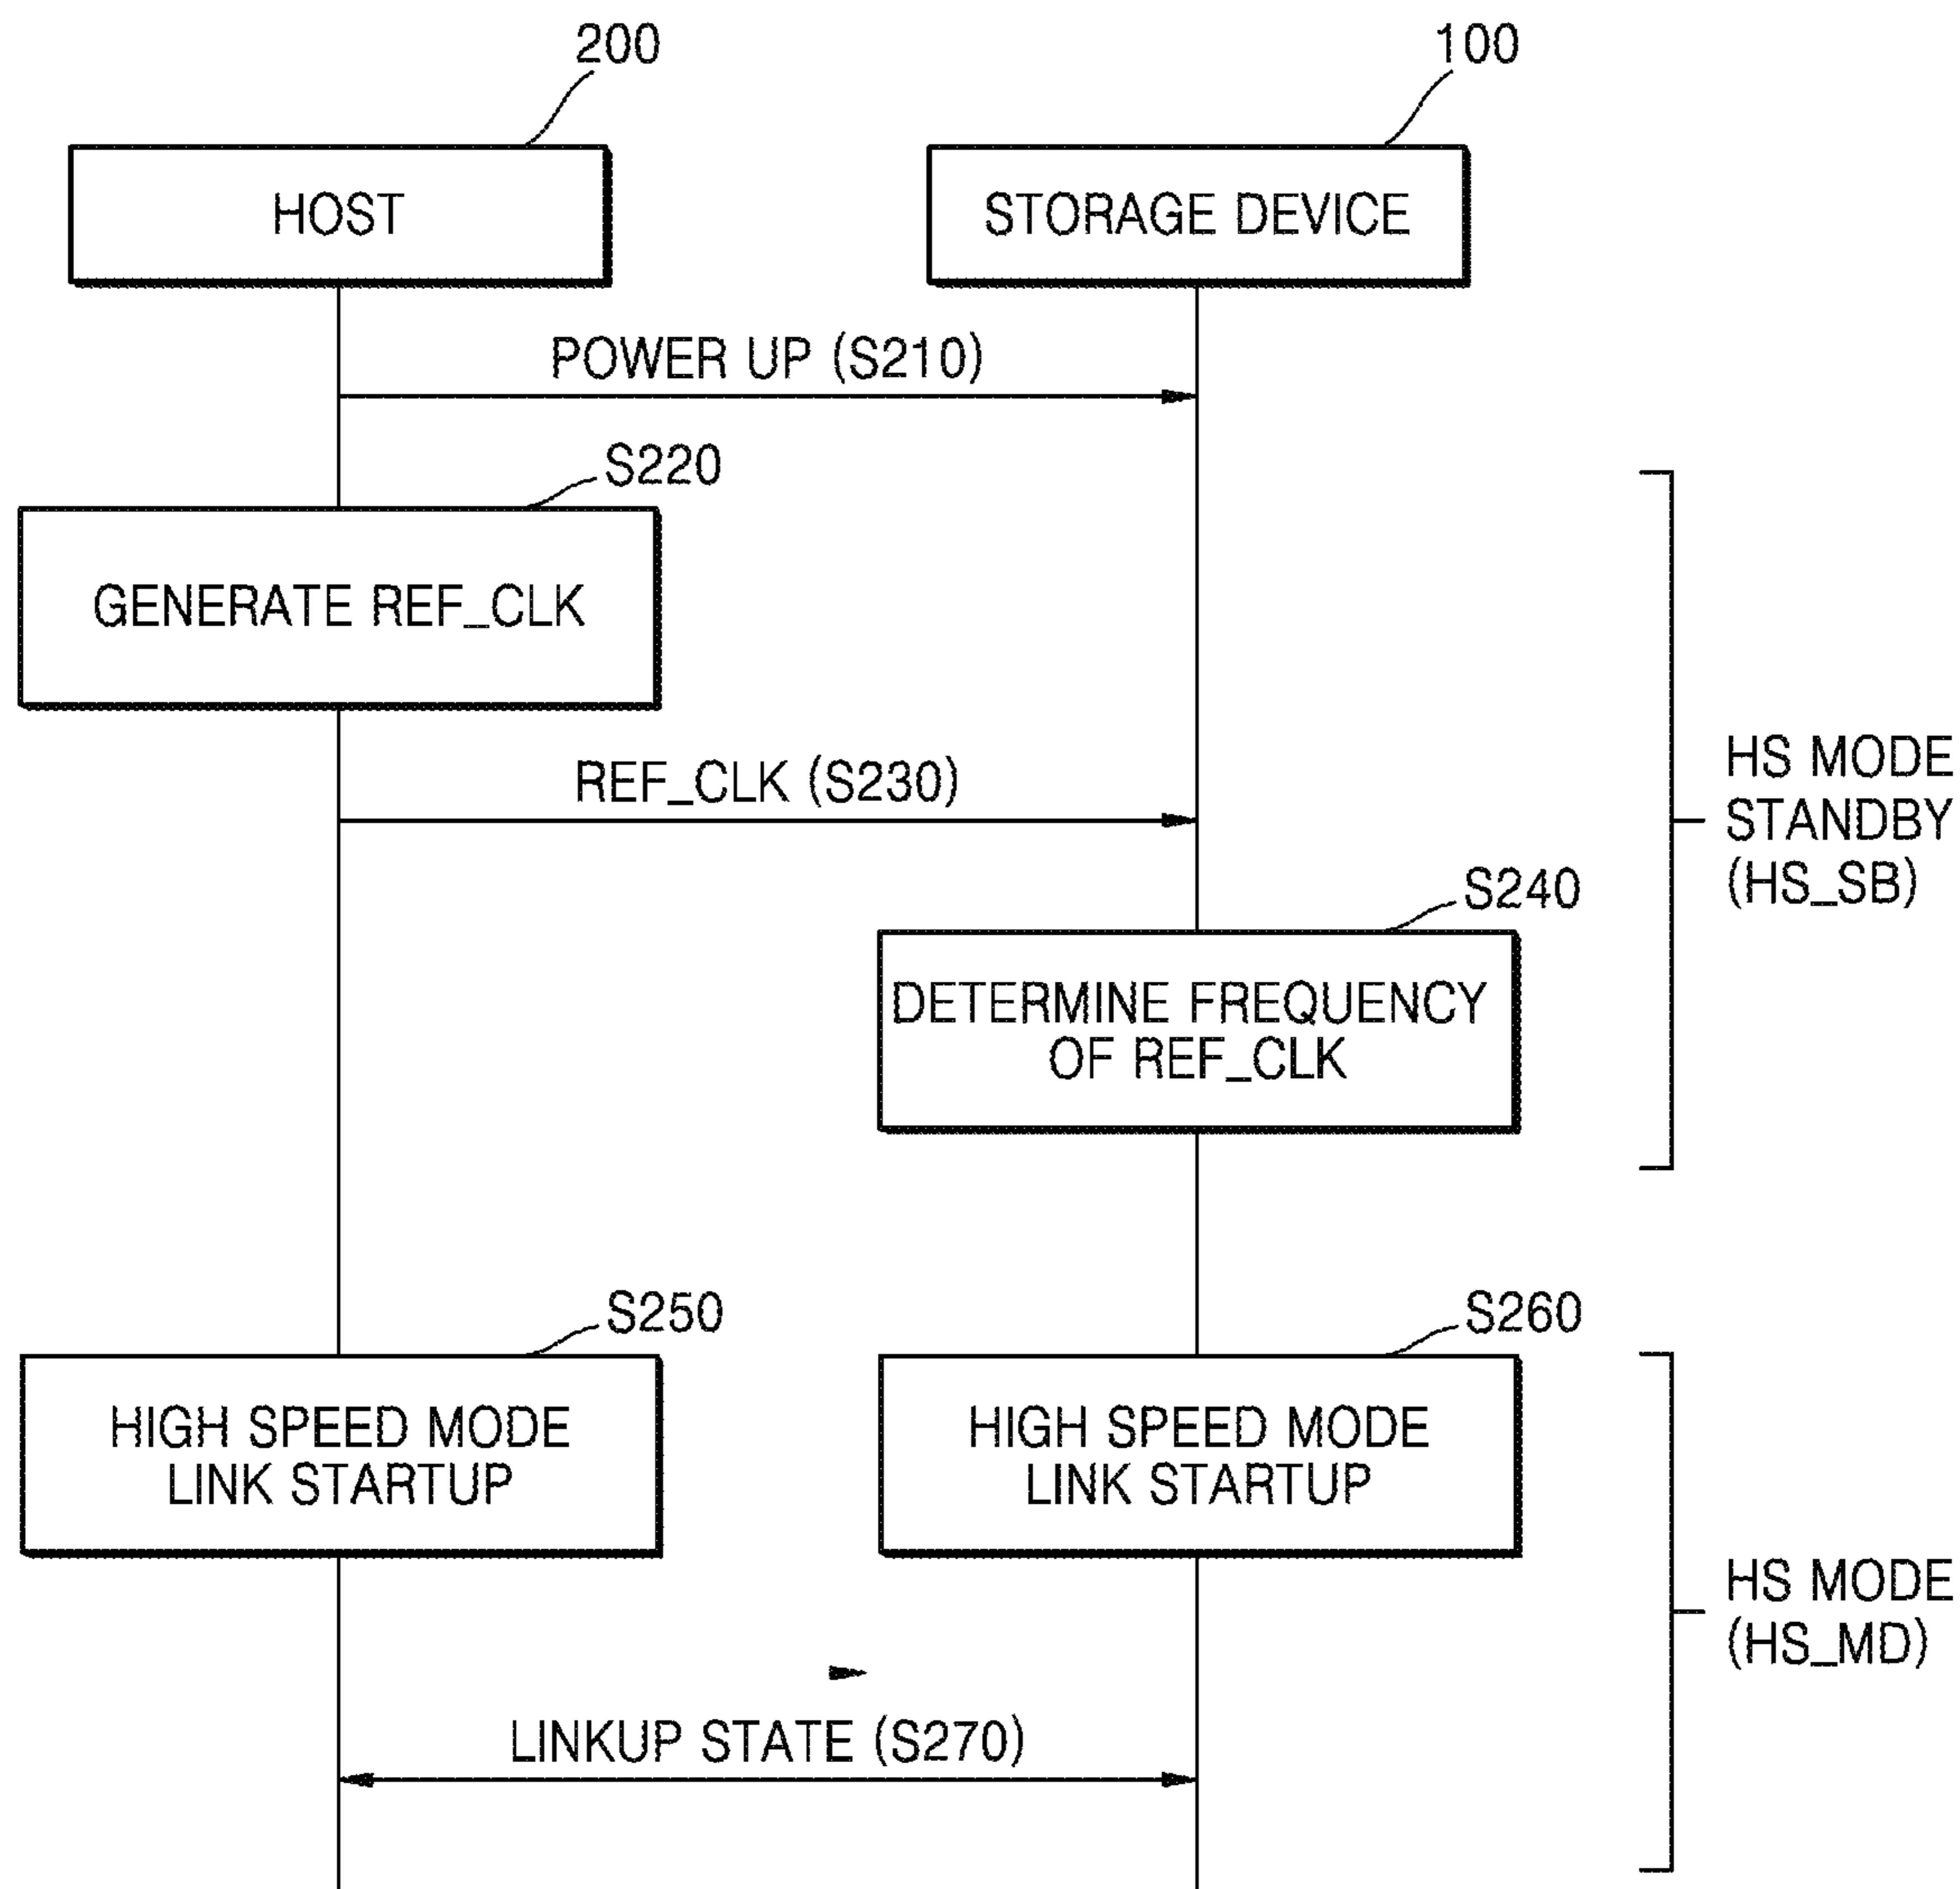 200
100
HOST
STORAGE DEVICE
POWER UP (S210)
S220
GENERATE REF_CLK
REF_CLK (S230)
HS MODE
STANDBY
(HS_SB)
S240
DETERMINE FREQUENCY
OF REF_CLK
S250
S260
HIGH SPEED MODE
LINK STARTUP
HIGH SPEED MODE
LINK STARTUP
HS MODE
(HS_MD)
LINKUP STATE (S270)